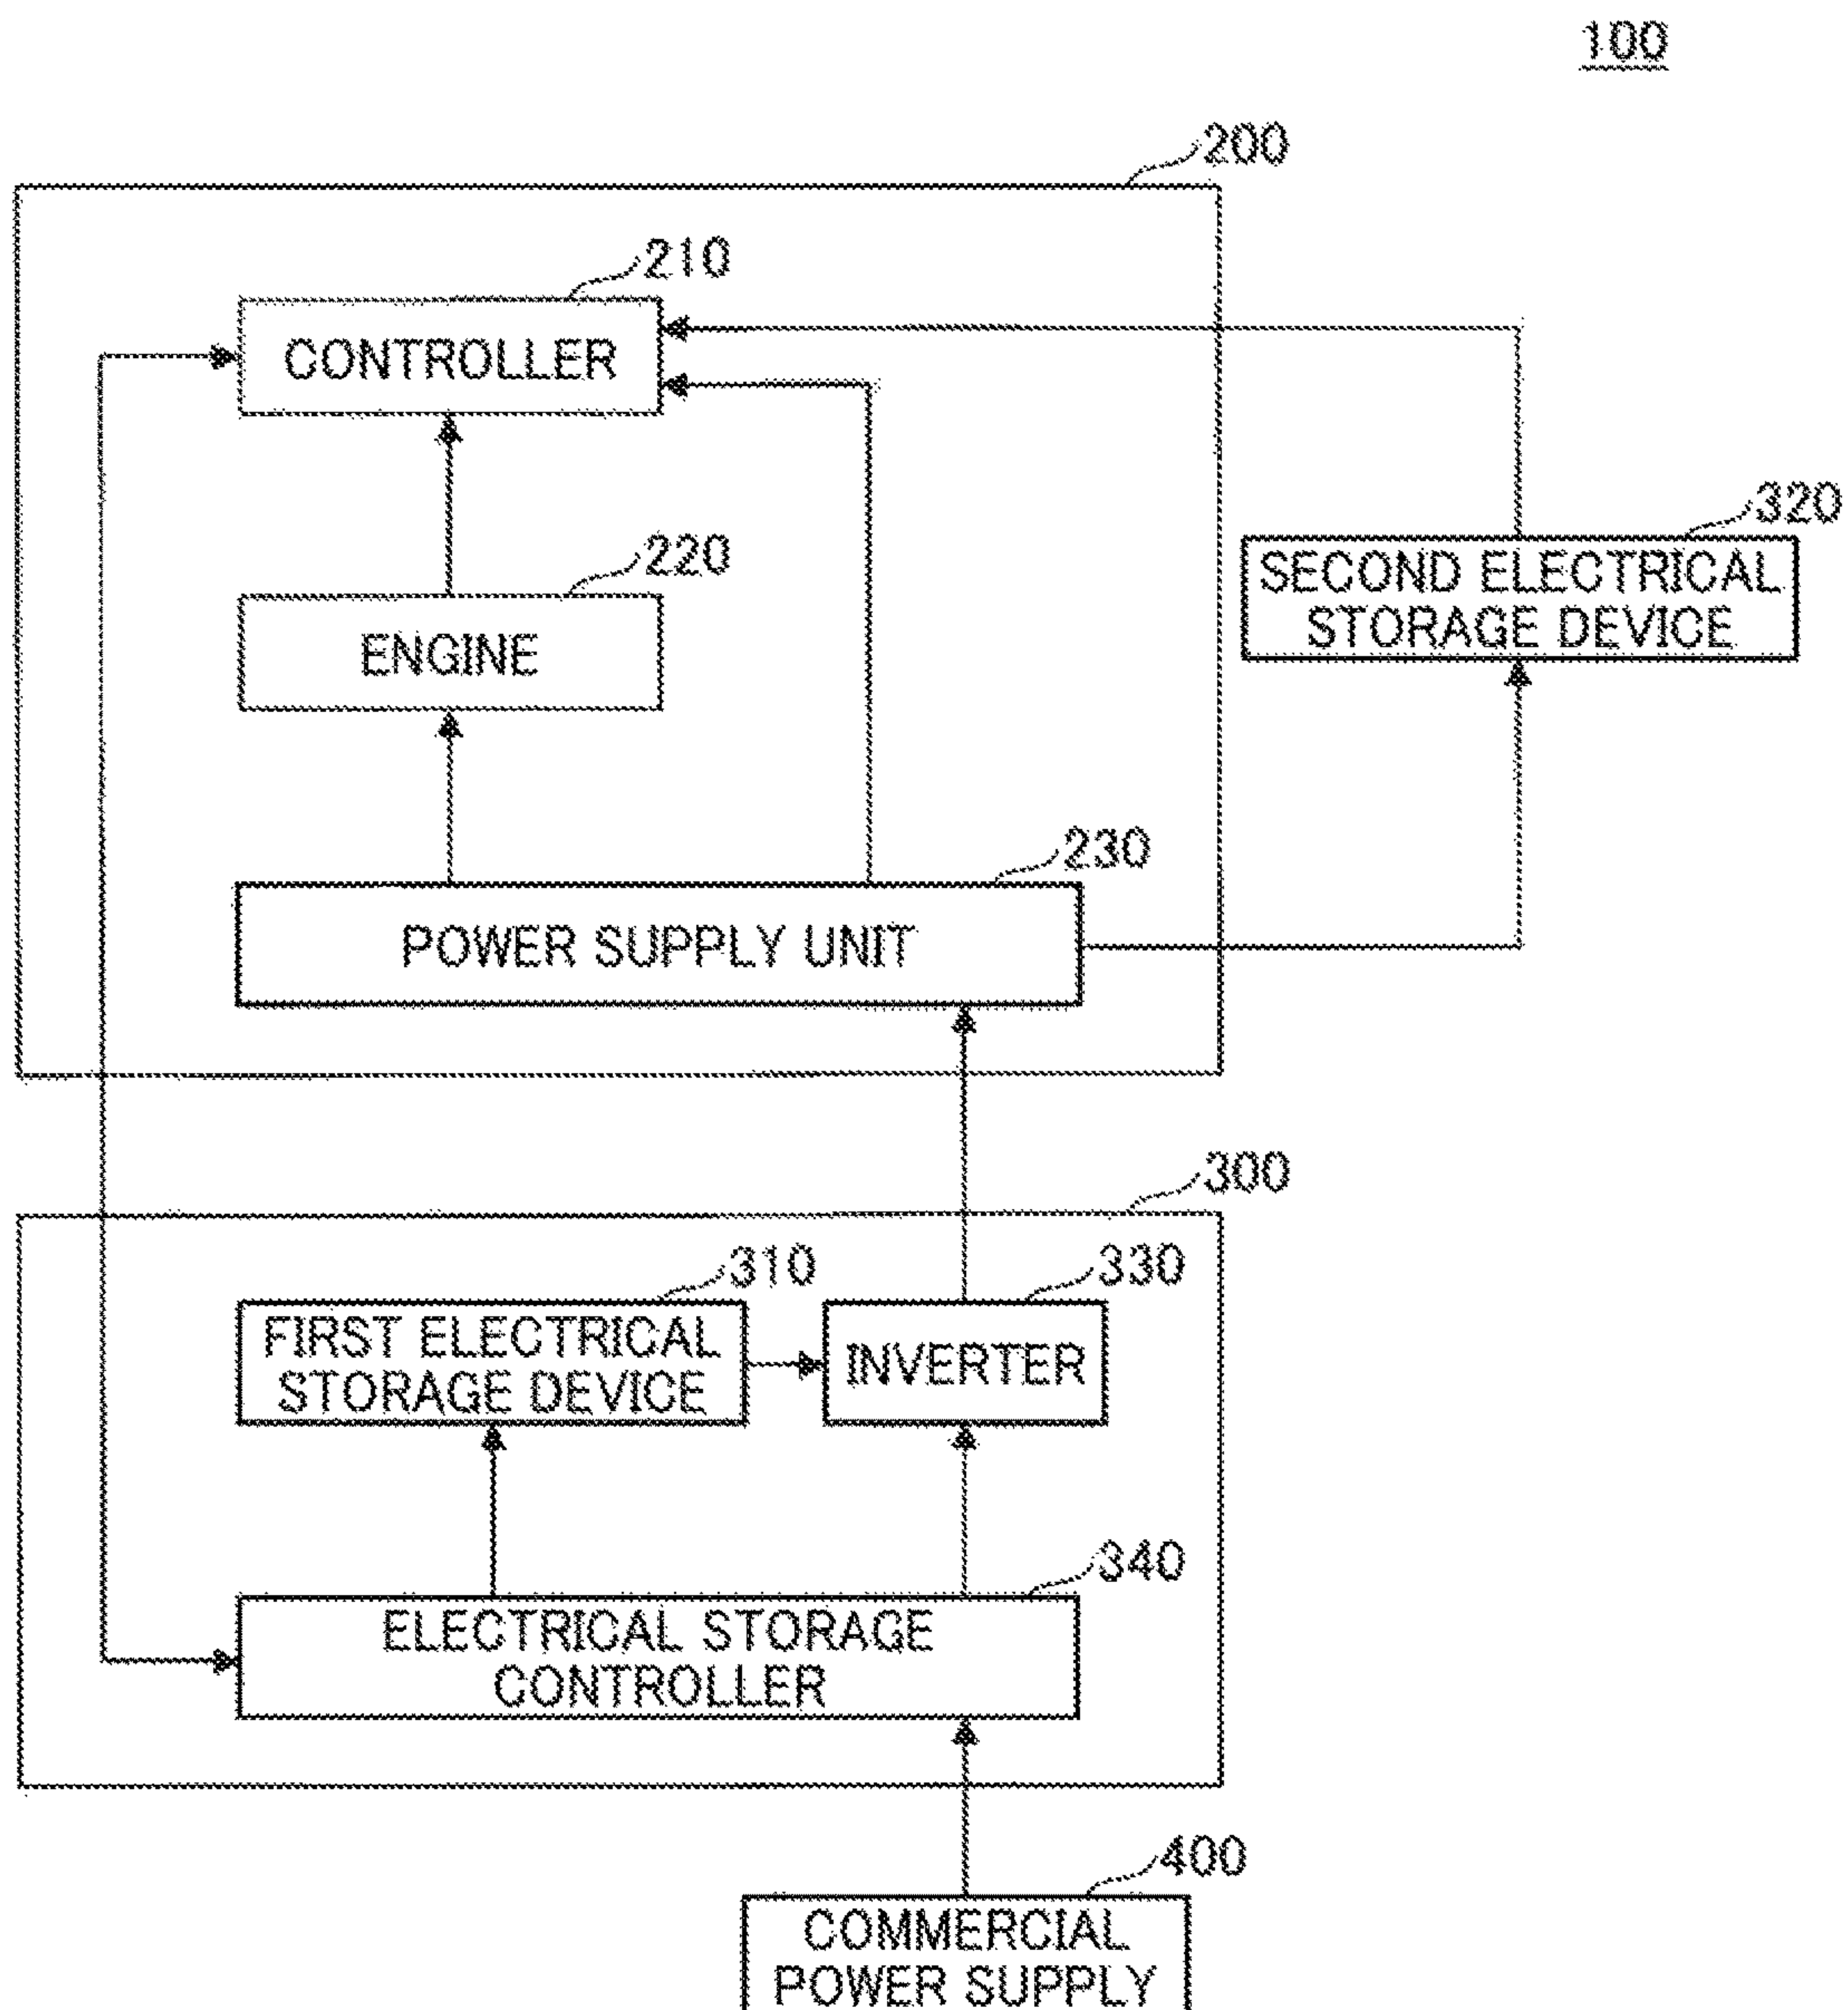 100
200
210
CONTROLLER
320
SECOND ELECTRICAL
STORAGE DEVICE
220
ENGINE
230
POWER SUPPLY UNIT
300
310
FIRST ELECTRICAL
STORAGE DEVICE
330
INVERTER
340
ELECTRICAL STORAGE
CONTROLLER
400
COMMERCIAL
POWER SUPPLY